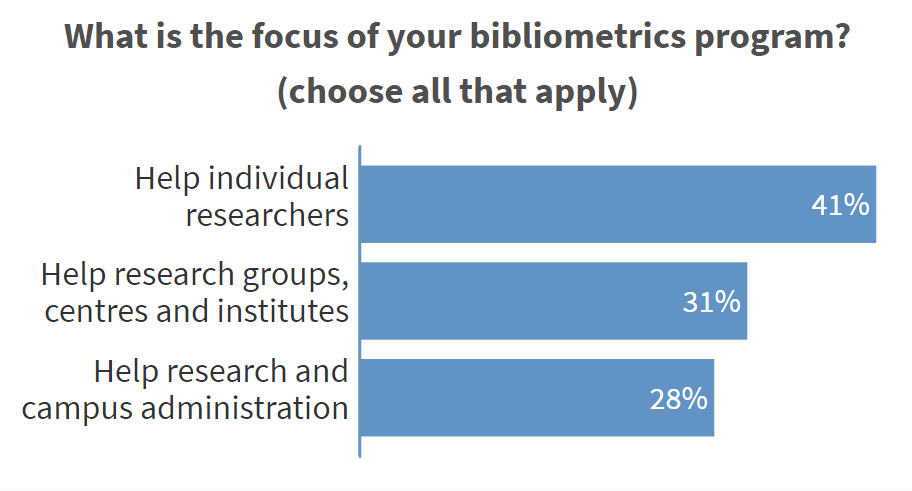 What is the focus of your bibliometrics program?
(choose all that apply)
Help individual
researchers
41%
Help research groups,
centres and institutes
31%
Help research and
campus administration
28%